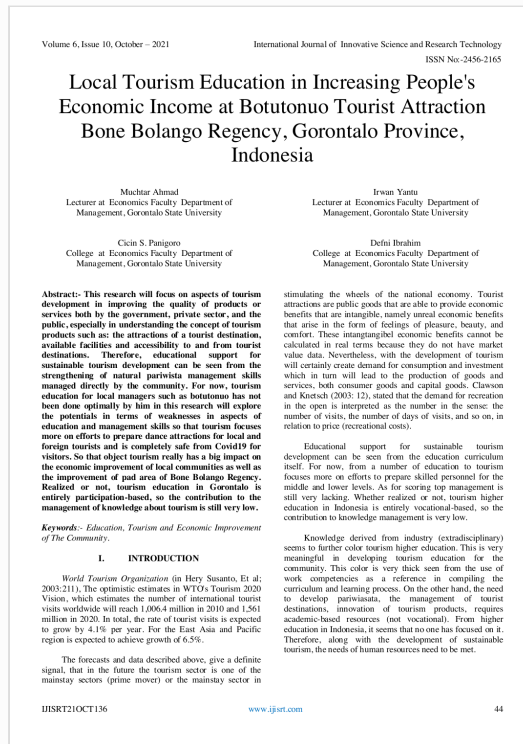 Volume 6, Issue 10, October – 2021
International Journal of Innovative Science and Research Technology
ISSN No:-2456-2165
Local Tourism Education in Increasing People's
Economic Income at Botutonuo Tourist Attraction
Bone Bolango Regency, Gorontalo Province,
Indonesia
Muchtar Ahmad
Lecturer at Economics Faculty Department of
Management, Gorontalo State University
Irwan Yantu
Lecturer at Economics Faculty Department of
Management, Gorontalo State University
Cicin S. Panigoro
College at Economics Faculty Department of
Management, Gorontalo State University
Defni Ibrahim
College at Economics Faculty Department of
Management, Gorontalo State University
Abstract:- This research will focus on aspects of tourism
development in improving the quality of products or
services both by the government, private sector, and the
public, especially in understanding the concept of tourism
products such as: the attractions of a tourist destination,
available facilities and accessibility to and from tourist
destinations. Therefore, educational support for
sustainable tourism development can be seen from the
strengthening of natural pariwista management skills
managed directly by the community. For now, tourism
education for local managers such as botutonuo has not
been done optimally by him in this research will explore
the potentials in terms of weaknesses in aspects of
education and management skills so that tourism focuses
more on efforts to prepare dance attractions for local and
foreign tourists and is completely safe from Covid19 for
visitors. So that object tourism really has a big impact on
the economic improvement of local communities as well as
the improvement of pad area of Bone Bolango Regency.
Realized or not, tourism education in Gorontalo is
entirely participation-based, so the contribution to the
management of knowledge about tourism is still very low.
Keywords:- Education, Tourism and Economic Improvement
of The Community.
I. INTRODUCTION
World Tourism Organization (in Hery Susanto, Et al;
2003:211), The optimistic estimates in WTO's Tourism 2020
Vision, which estimates the number of international tourist
visits worldwide will reach 1,006.4 million in 2010 and 1,561
million in 2020. In total, the rate of tourist visits is expected
to grow by 4.1% per year. For the East Asia and Pacific
region is expected to achieve growth of 6.5%.
The forecasts and data described above, give a definite
signal, that in the future the tourism sector is one of the
mainstay sectors (prime mover) or the mainstay sector in
stimulating the wheels of the national economy. Tourist
attractions are public goods that are able to provide economic
benefits that are intangible, namely unreal economic benefits
that arise in the form of feelings of pleasure, beauty, and
comfort. These intangtangibel economic benefits cannot be
calculated in real terms because they do not have market
value data. Nevertheless, with the development of tourism
will certainly create demand for consumption and investment
which in turn will lead to the production of goods and
services, both consumer goods and capital goods. Clawson
and Knetsch (2003: 12), stated that the demand for recreation
in the open is interpreted as the number in the sense: the
number of visits, the number of days of visits, and so on, in
relation to price (recreational costs).
Educational support for sustainable tourism
development can be seen from the education curriculum
itself. For now, from a number of education to tourism
focuses more on efforts to prepare skilled personnel for the
middle and lower levels. As for scoring top management is
still very lacking. Whether realized or not, tourism higher
education in Indonesia is entirely vocational-based, so the
contribution to knowledge management is very low.
Knowledge derived from industry (extradisciplinary)
seems to further color tourism higher education. This is very
meaningful in developing tourism education for the
community. This color is very thick seen from the use of
work competencies as a reference in compiling the
curriculum and learning process. On the other hand, the need
to develop pariwiasata, the management of tourist
destinations, innovation of tourism products, requires
academic-based resources (not vocational). From higher
education in Indonesia, it seems that no one has focused on it.
Therefore, along with the development of sustainable
tourism, the needs of human resources need to be met.
IJISRT21OCT136
www.ijisrt.com
44